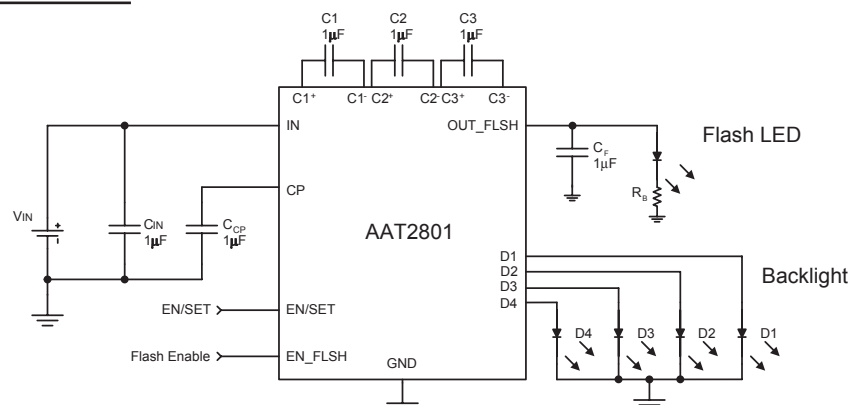 C1 C2 C3
1μF 1μF 1μF
C1+ C1- C2+ C2- C3+ C3-
IN OUT_FLSH
Flash LED
CF
1μF
RB
CP
VIN
+
-
CIN
1μF
CCP
1μF
AAT2801
D1
D2
D3
D4
Backlight
EN/SET EN/SET
D4 D3 D2 D1
Flash Enable EN_FLSH
GND